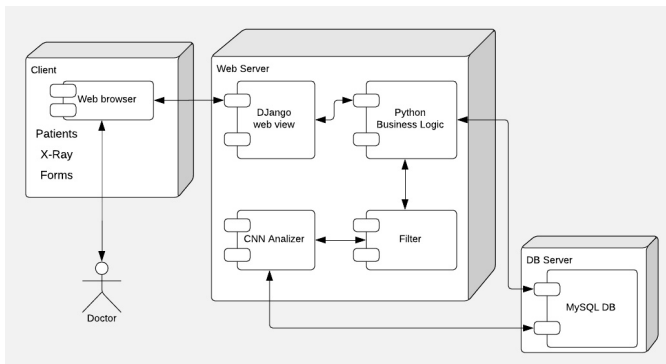 Client
Web browser
Patients
X-Ray
Forms
Doctor
Web Server
DJango
web view
Python
Business Logic
CNN Analizer
Filter
DB Server
MySQL DB